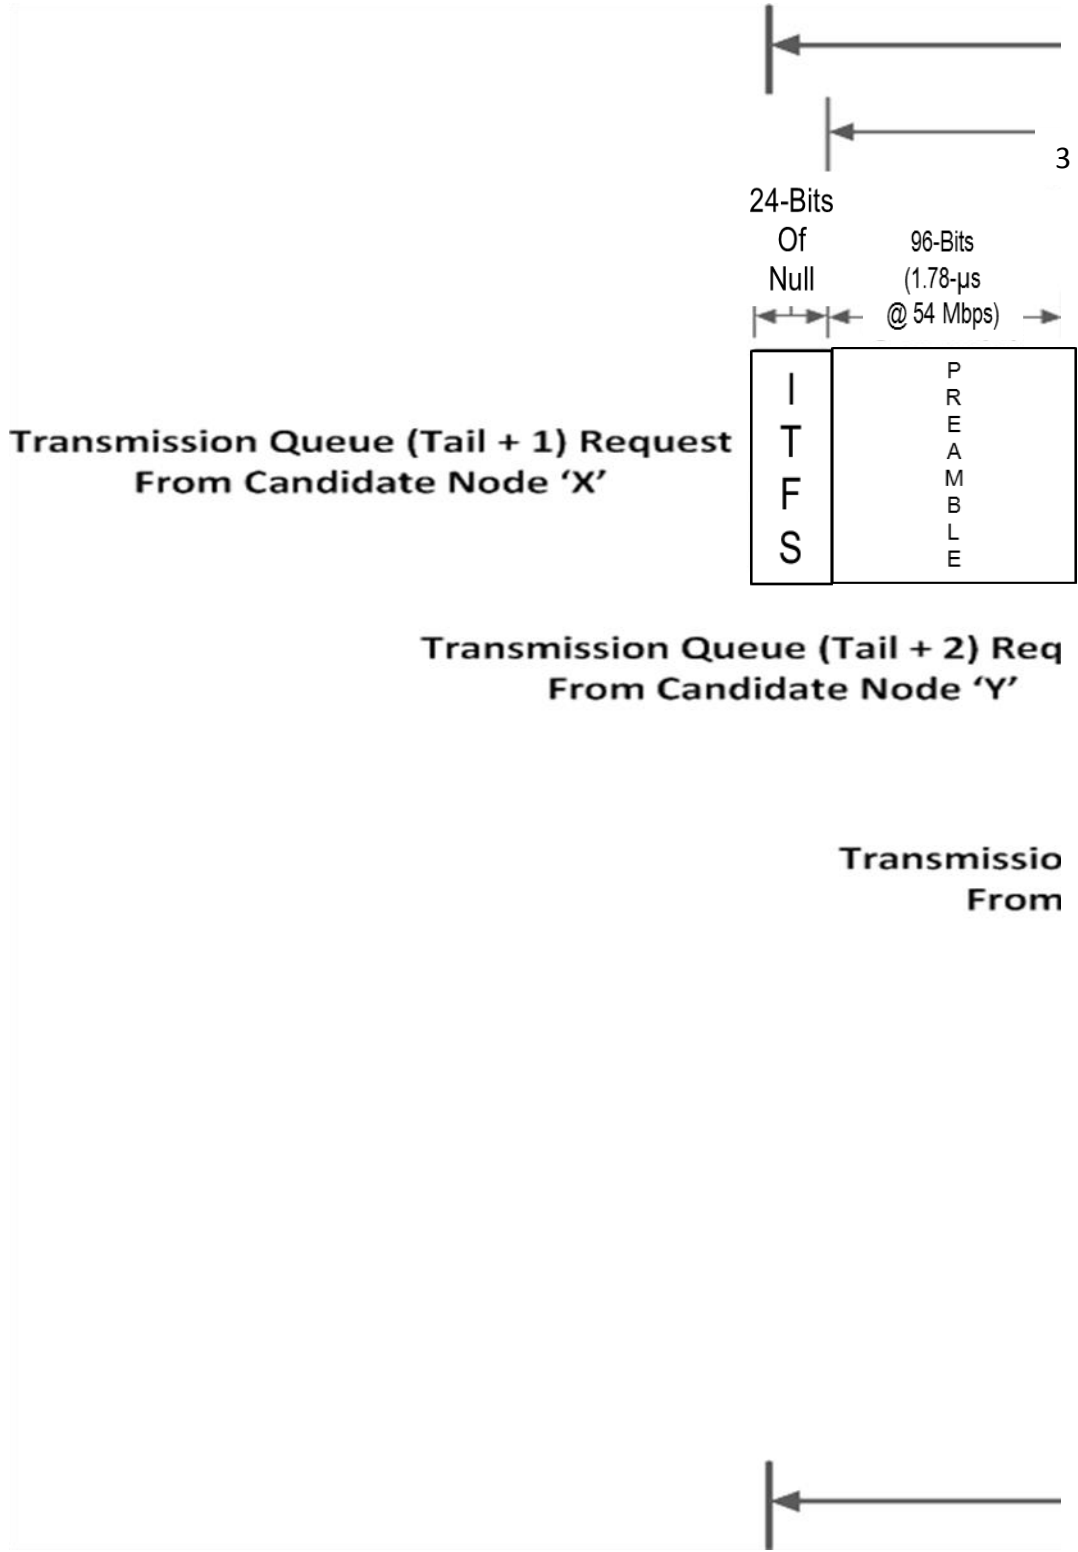 3
24-Bits
Of
Null
96-Bits
(1.78-µs
@ 54 Mbps)
I
T
F
S
P
R
E
A
M
B
L
E
Transmission Queue (Tail + 1) Request
From Candidate Node ‘X’
Transmission Queue (Tail + 2) Req
From Candidate Node ‘Y’
Transmissio
From